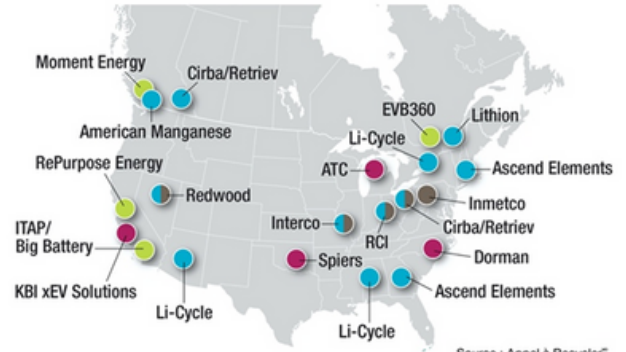 Moment Energy
Cirba/Retriev
American Manganese
EVB360
Lithion
Li-Cycle
RePurpose Energy
ATC
Ascend Elements
Redwood
Inmetco
Interco
Cirba/Retriev
RCI
ITAP/
Big Battery
Dorman
Spiers
KBI xEV Solutions
Ascend Elements
Li-Cycle
Li-Cycle